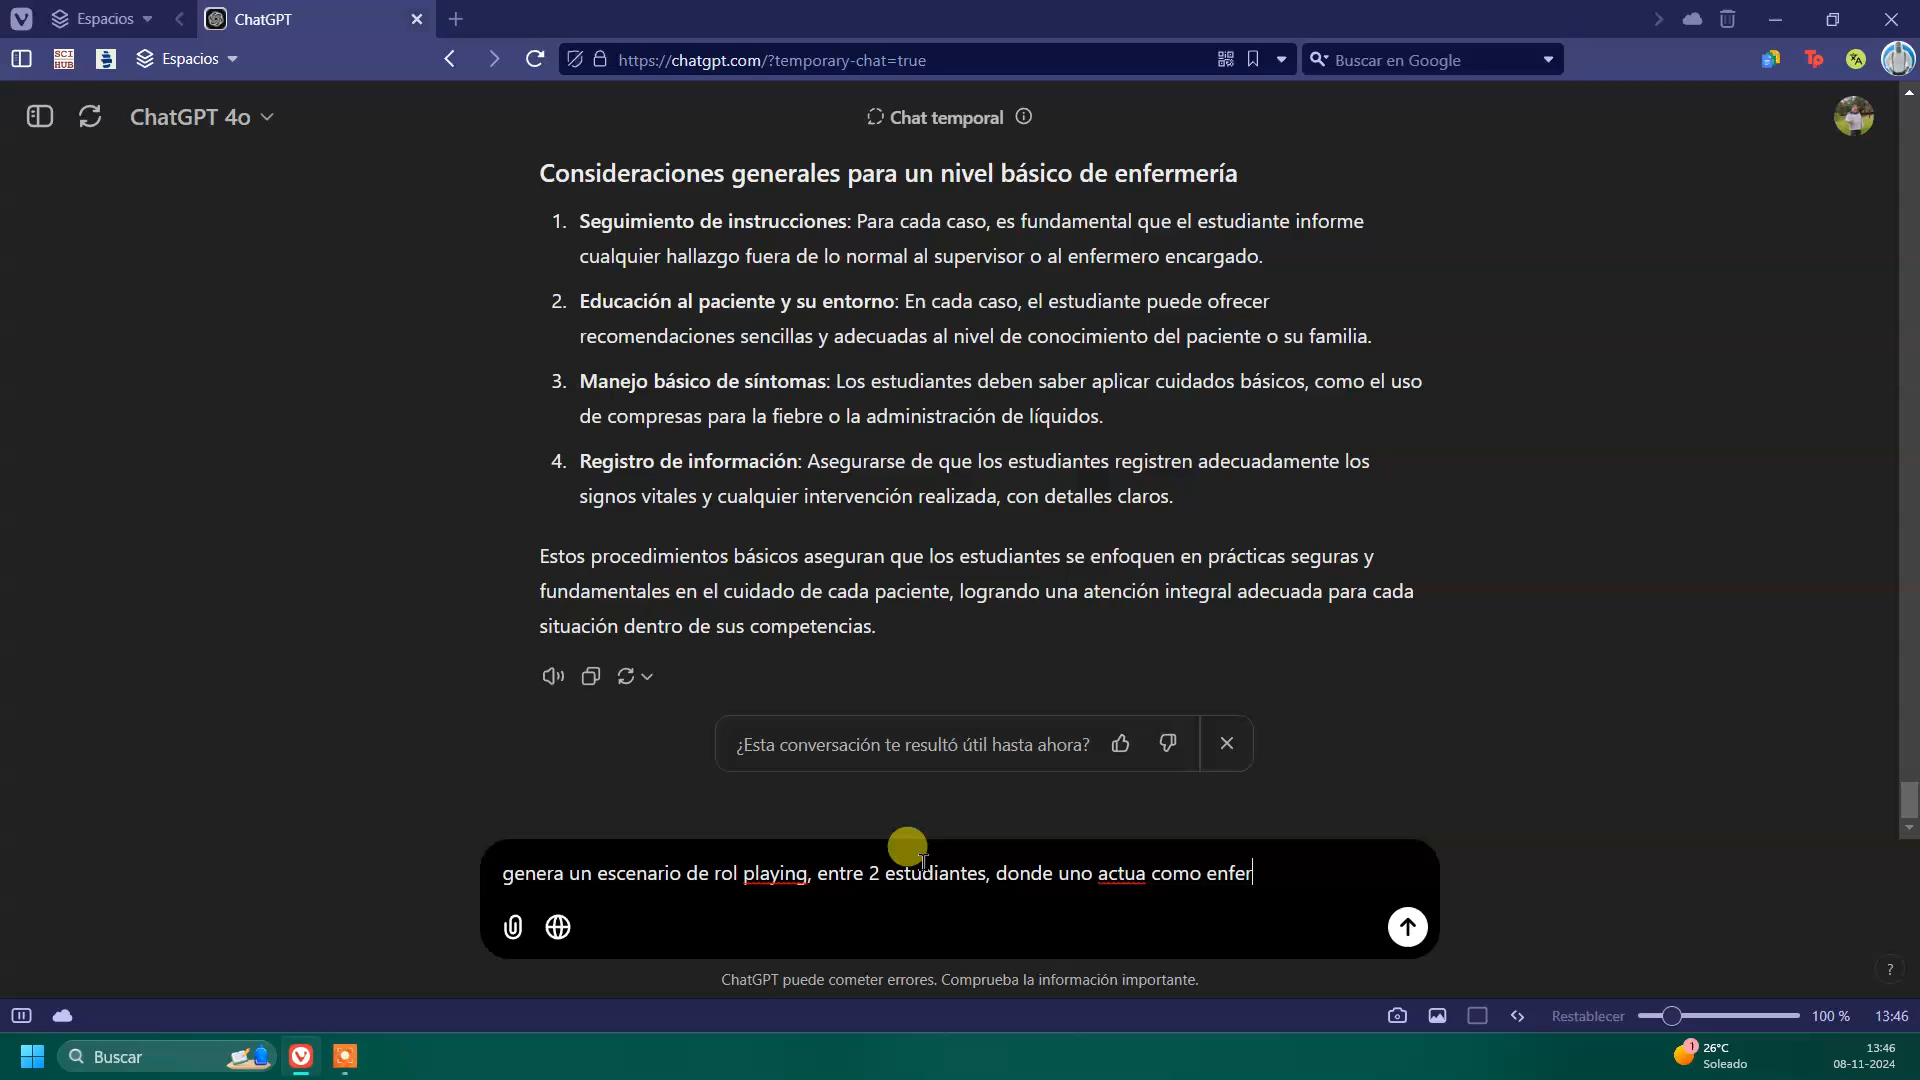 Espacios
ChatGPT
SCI
HUB
Espacios
https://chatgpt.com/?temporary-chat=true
Buscar en Google
Tp
ChatGPT 4o
Chat temporal
Consideraciones generales para un nivel básico de enfermería
1. Seguimiento de instrucciones: Para cada caso, es fundamental que el estudiante informe
cualquier hallazgo fuera de lo normal al supervisor o al enfermero encargado.
2. Educación al paciente y su entorno: En cada caso, el estudiante puede ofrecer
recomendaciones sencillas y adecuadas al nivel de conocimiento del paciente o su familia.
3. Manejo básico de síntomas: Los estudiantes deben saber aplicar cuidados básicos, como el uso
de compresas para la fiebre o la administración de líquidos.
4. Registro de información: Asegurarse de que los estudiantes registren adecuadamente los
signos vitales y cualquier intervención realizada, con detalles claros.
Estos procedimientos básicos aseguran que los estudiantes se enfoquen en prácticas seguras y
fundamentales en el cuidado de cada paciente, logrando una atención integral adecuada para cada
situación dentro de sus competencias.
¿Esta conversación te resultó útil hasta ahora?
genera un escenario de rol playing, entre 2 estudiantes, donde uno actua como enfer
ChatGPT puede cometer errores. Comprueba la información importante.
?
Restablecer
100 %
13:46
Buscar
1
26°C
Soleado
13:46
08-11-2024